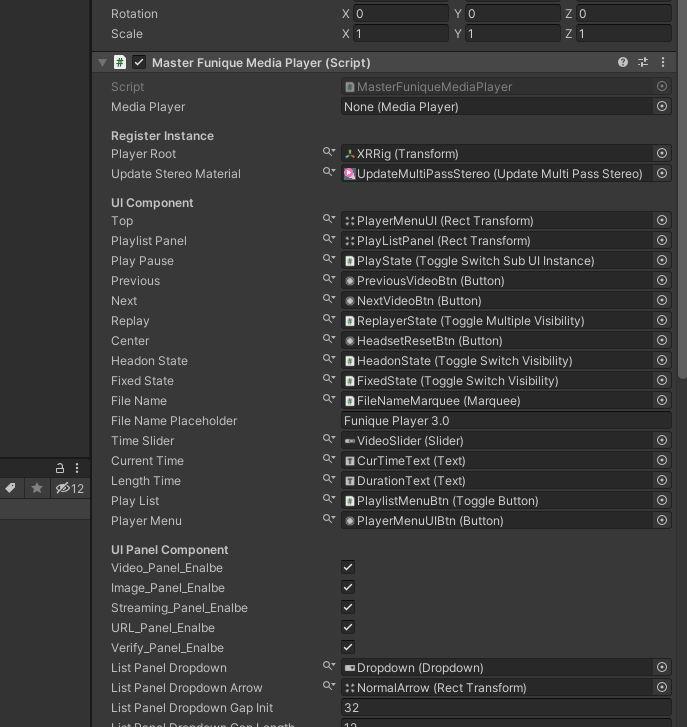 Rotation X 0 Y 0 Z 0
Scale X 1 Y 1 Z 1
# Master Funique Media Player (Script)
Script # MasterFuniqueMediaPlayer
Media Player None (Media Player)
Register Instance
Player Root XRRig (Transform)
Update Stereo Material UpdateMultiPassStereo (Update Multi Pass Stereo)
UI Component
Top PlayerMenuUI (Rect Transform)
Playlist Panel PlayListPanel (Rect Transform)
Play Pause # PlayState (Toggle Switch Sub UI Instance)
Previous PreviousVideoBtn (Button)
Next NextVideoBtn (Button)
Replay # ReplayerState (Toggle Multiple Visibility)
Center HeadsetResetBtn (Button)
Headon State # HeadonState (Toggle Switch Visibility)
Fixed State # FixedState (Toggle Switch Visibility)
File Name # FileNameMarquee (Marquee)
File Name Placeholder Funique Player 3.0
Time Slider VideoSlider (Slider)
Current Time T CurTimeText (Text)
12 Length Time T DurationText (Text)
Play List # PlaylistMenuBtn (Toggle Button)
Player Menu PlayerMenuUIBtn (Button)
UI Panel Component
Video_Panel_Enalbe
Image_Panel_Enalbe
Streaming_Panel_Enalbe
URL_Panel_Enalbe
Verify_Panel_Enalbe
List Panel Dropdown Dropdown (Dropdown)
List Panel Dropdown Arrow NormalArrow (Rect Transform)
List Panel Dropdown Gap Init 32
List Panel Dropdown Gap Length 12